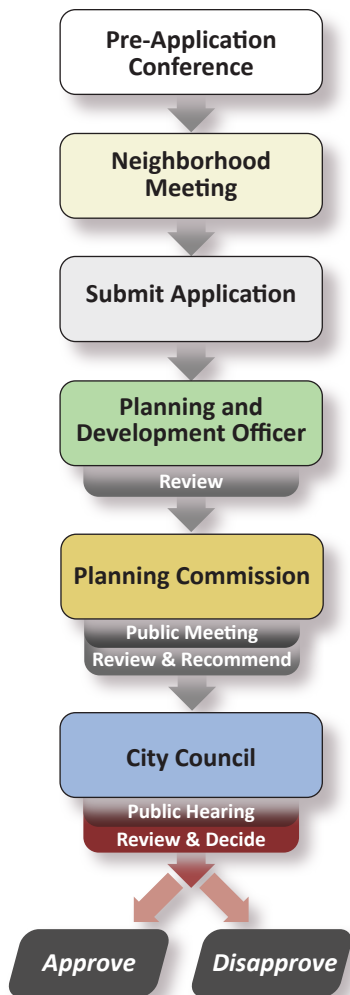 Pre-Application
Conference
Neighborhood
Meeting
Submit Application
Planning and
Development Officer
Review
Planning Commission
Public Meeting
Review & Recommend
City Council
Public Hearing
Review & Decide
Approve
Disapprove